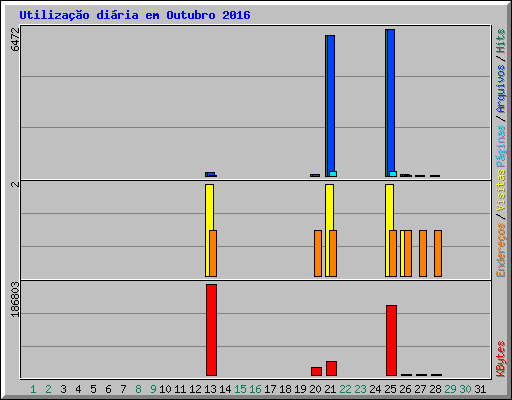 Utilização diária em Outubro 2016
6472
2
186803
Endereços / Visitas Páginas / Arquivos / Hits
KBytes
1 2 3 4 5 6 7 8 9 10 11 12 13 14 15 16 17 18 19 20 21 22 23 24 25 26 27 28 29 30 31